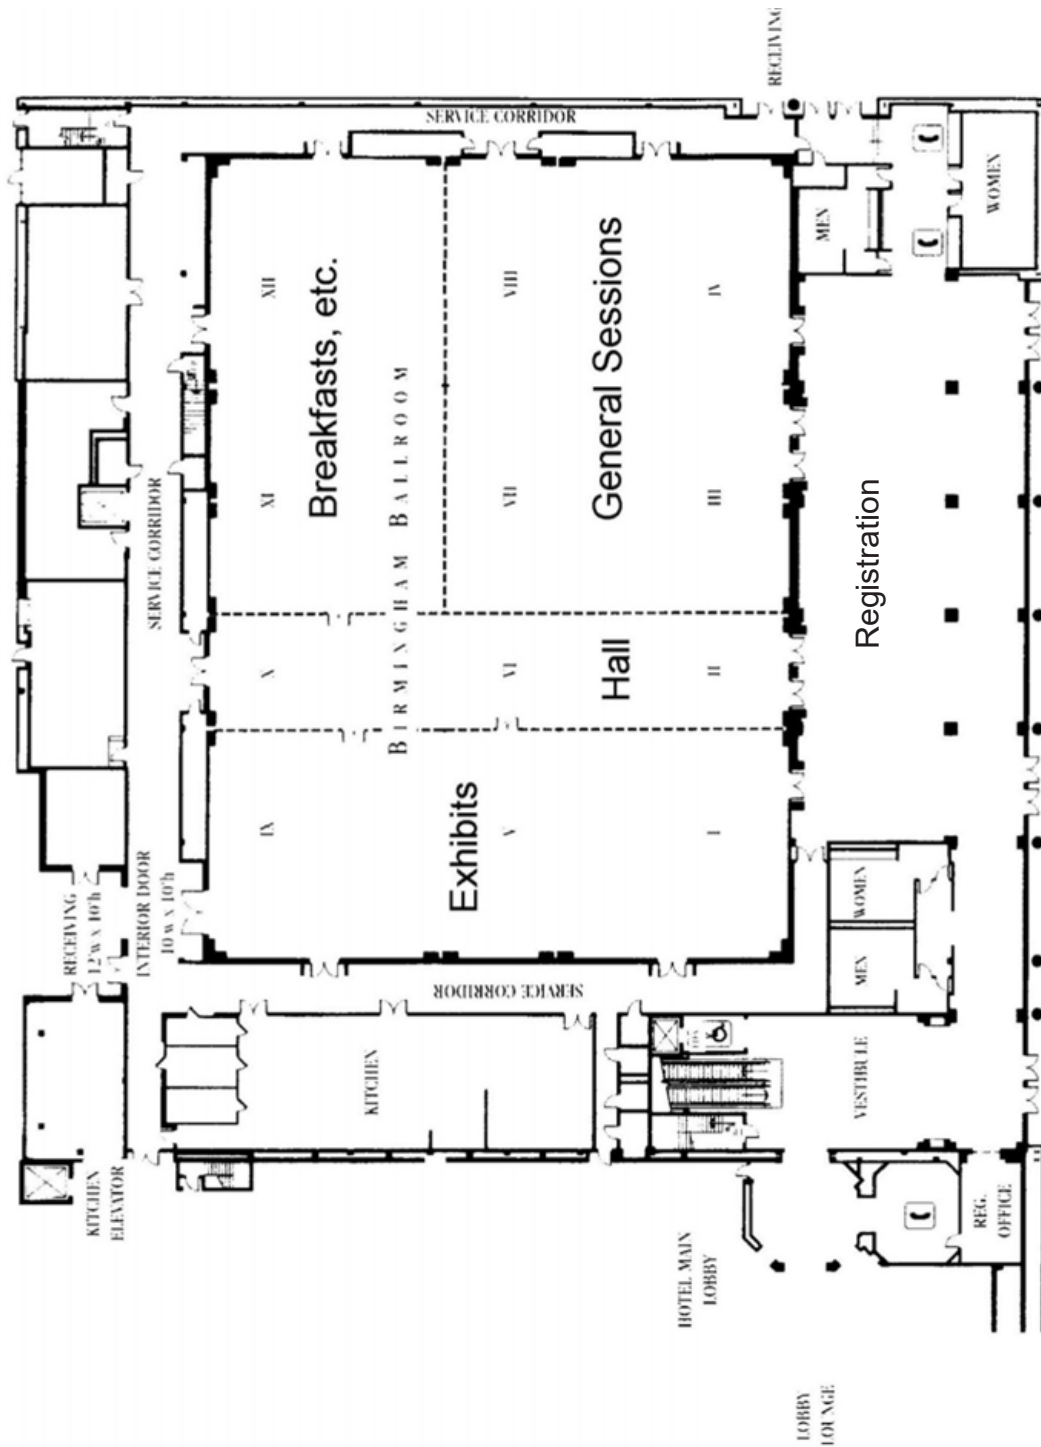 KITCHEN
ELEVATOR
RECEIVING
12'w x 10'h
INTERIOR DOOR
10'w x 10'h
SERVICE CORRIDOR
IX
X
XI
XII
Breakfasts, etc.
KITCHEN
BIRMINGHAM BALLROOM
SERVICE CORRIDOR
Exhibits
SERVICE CORRIDOR
V
VI
VII
VIII
Hall
General Sessions
I
II
III
IV
HOTEL MAIN
LOBBY
RECEIVING
MEN
LOBBY
LOUNGE
VESTIBULE
MEN
WOMEN
Registration
REG.
OFFICE
WOMEN